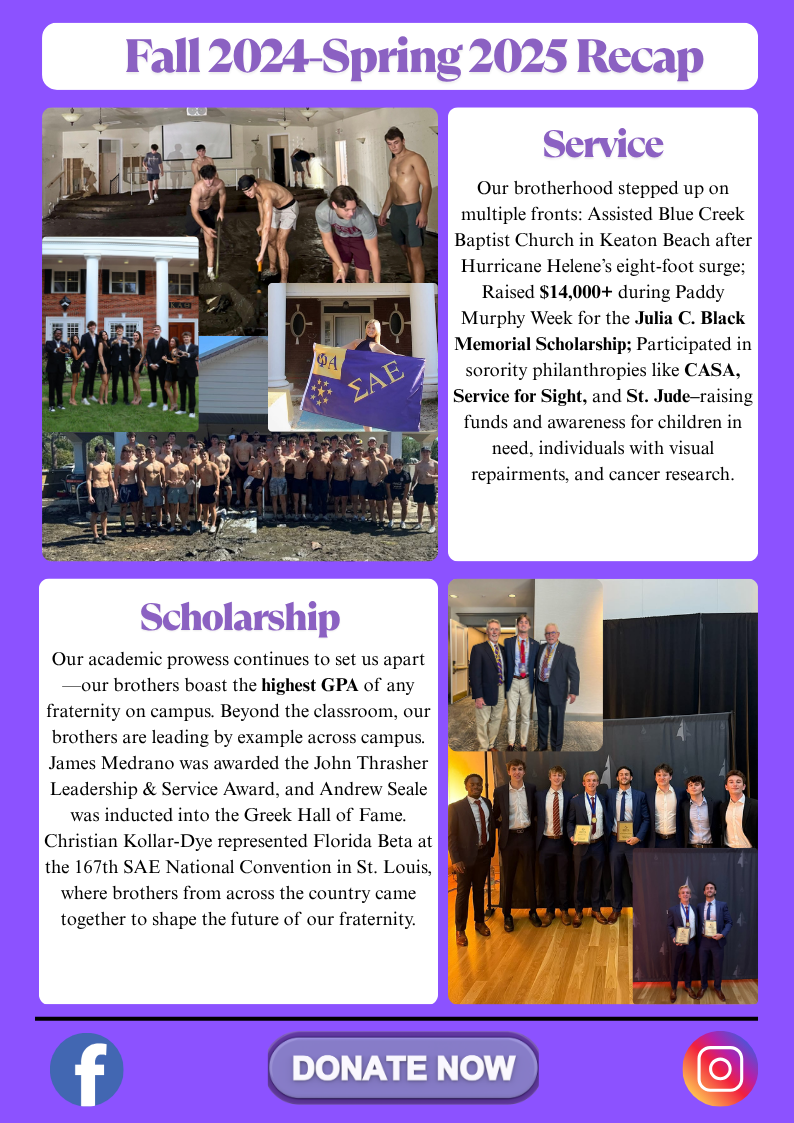 Fall 2024-Spring 2025 Recap
Service
Our brotherhood stepped up on
multiple fronts: Assisted Blue Creek
Baptist Church in Keaton Beach after
Hurricane Helene’s eight-foot surge;
Raised $14,000+ during Paddy
Murphy Week for the Julia C. Black
Memorial Scholarship; Participated in
sorority philanthropies like CASA,
Service for Sight, and St. Jude–raising
funds and awareness for children in
need, individuals with visual
repairments, and cancer research.
ΦΑ
ΣΑΕ
Scholarship
Our academic prowess continues to set us apart
—our brothers boast the highest GPA of any
fraternity on campus. Beyond the classroom, our
brothers are leading by example across campus.
James Medrano was awarded the John Thrasher
Leadership & Service Award, and Andrew Seale
was inducted into the Greek Hall of Fame.
Christian Kollar-Dye represented Florida Beta at
the 167th SAE National Convention in St. Louis,
where brothers from across the country came
together to shape the future of our fraternity.
f
DONATE NOW